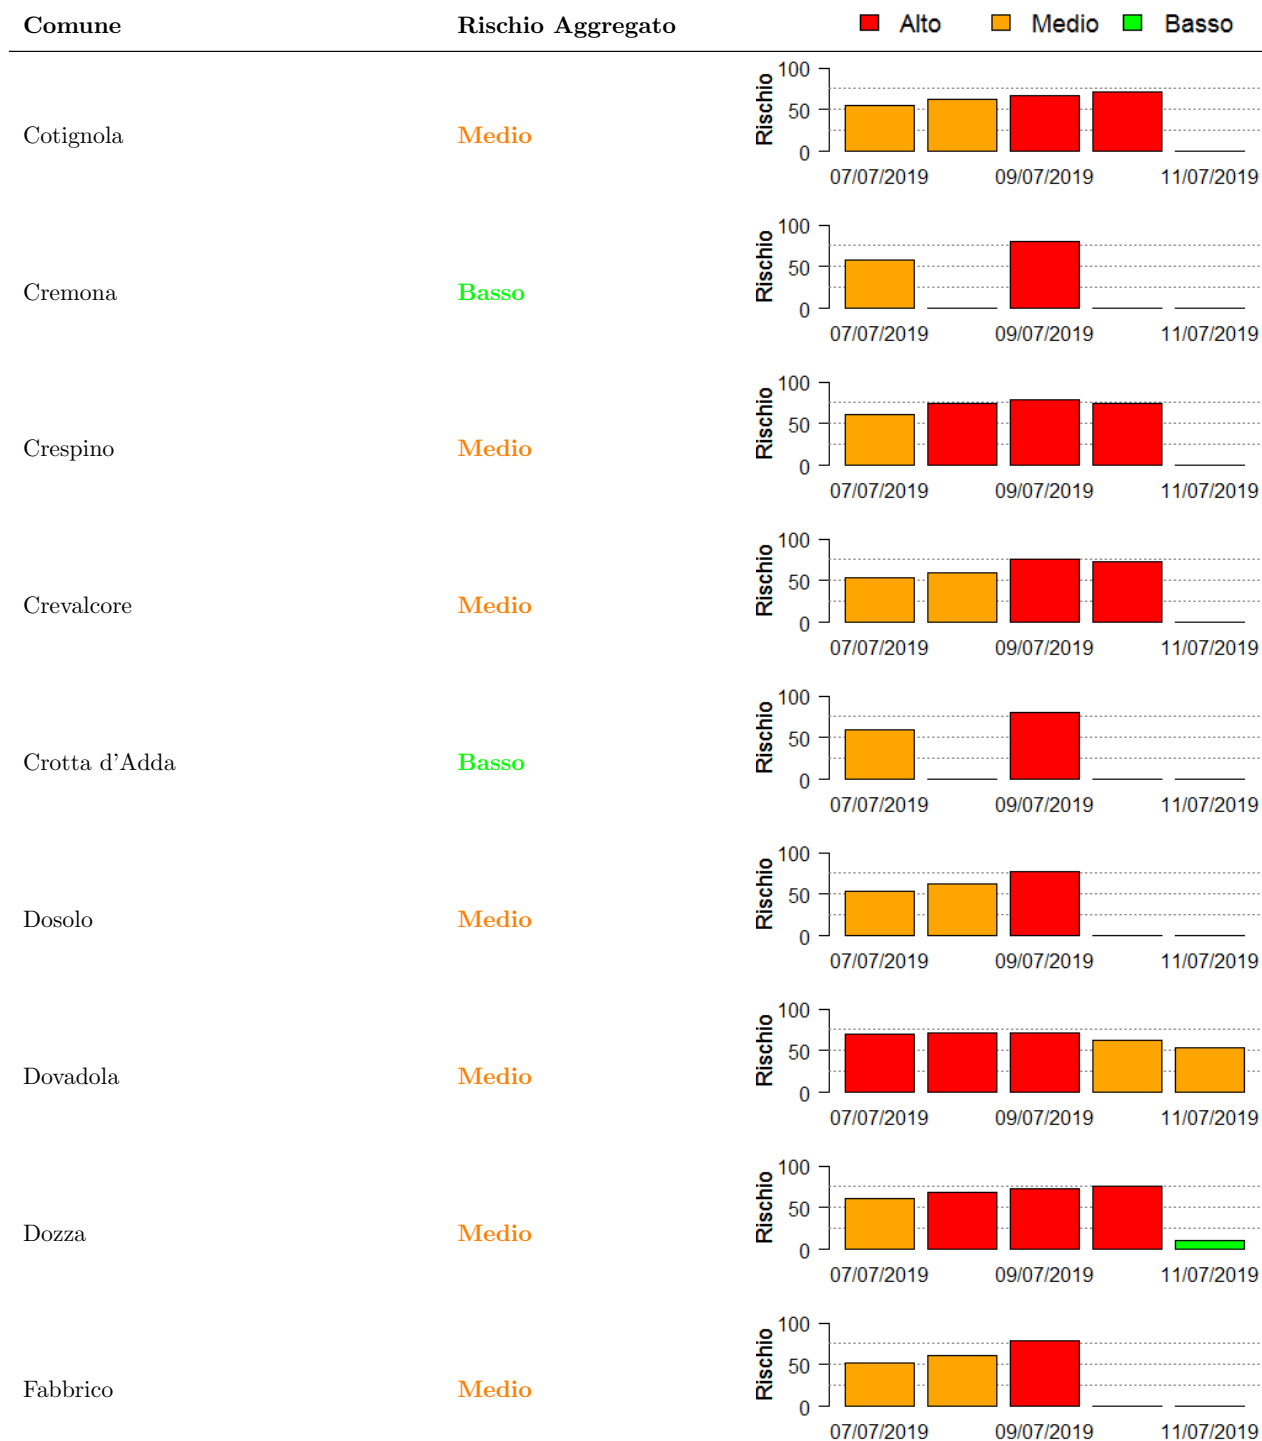 Comune Rischio Aggregato Alto Medio Basso
Cotignola Medio
Rischio
100
50
0
07/07/2019 09/07/2019 11/07/2019
Cremona Basso
Rischio
100
50
0
07/07/2019 09/07/2019 11/07/2019
Crespino Medio
Rischio
100
50
0
07/07/2019 09/07/2019 11/07/2019
Crevalcore Medio
Rischio
100
50
0
07/07/2019 09/07/2019 11/07/2019
Crotta d'Adda Basso
Rischio
100
50
0
07/07/2019 09/07/2019 11/07/2019
Dosolo Medio
Rischio
100
50
0
07/07/2019 09/07/2019 11/07/2019
Dovadola Medio
Rischio
100
50
0
07/07/2019 09/07/2019 11/07/2019
Dozza Medio
Rischio
100
50
0
07/07/2019 09/07/2019 11/07/2019
Fabbrico Medio
Rischio
100
50
0
07/07/2019 09/07/2019 11/07/2019